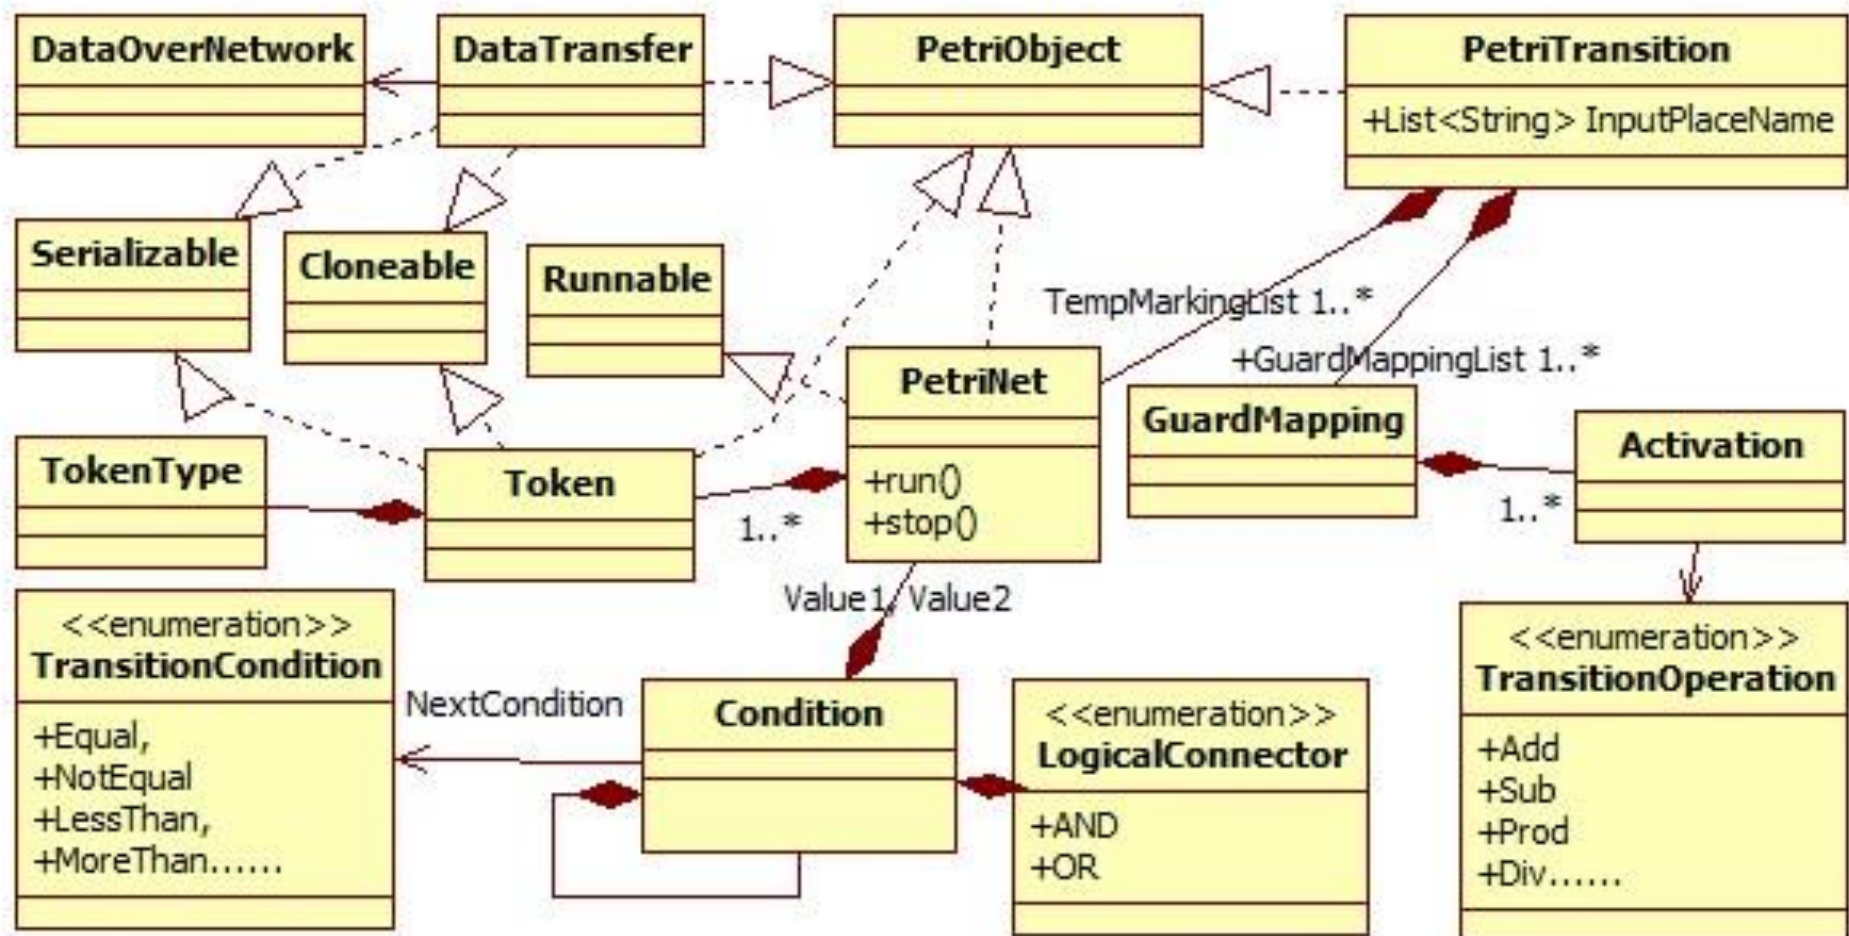 DataOverNetwork
DataTransfer
PetriObject
PetriTransition
+List<String> InputPlaceName
Serializable
Cloneable
Runnable
TempMarkingList 1..*
+GuardMappingList 1..*
PetriNet
+run()
+stop()
GuardMapping
Activation
1..*
TokenType
Token
1..*
Value1, Value2
<<enumeration>>
TransitionCondition
+Equal,
+NotEqual
+LessThan,
+MoreThan......
NextCondition
Condition
<<enumeration>>
LogicalConnector
+AND
+OR
<<enumeration>>
TransitionOperation
+Add
+Sub
+Prod
+Div......